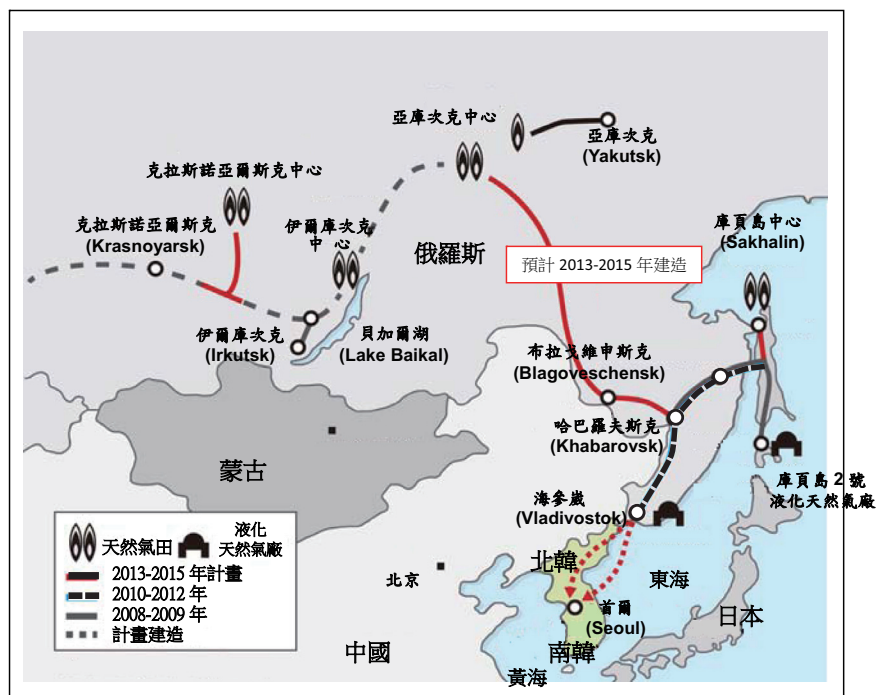 亞庫次克中心
亞庫次克
(Yakutsk)
克拉斯諾亞爾斯克中心
克拉斯諾亞爾斯克
(Krasnoyarsk)
伊爾庫次克
中心
俄羅斯
庫頁島中心
(Sakhalin)
預計 2013-2015 年建造
伊爾庫次克
(Irkutsk)
貝加爾湖
(Lake Baikal)
布拉戈維申斯克
(Blagoveschensk)
哈巴羅夫斯克
(Khabarovsk)
蒙古
庫頁島 2 號
液化天然氣廠
海參崴
(Vladivostok)
北韓
東海
北京
首爾
(Seoul)
日本
中國
南韓
黃海
天然氣田
液化
天然氣廠
2013-2015 年計畫
2010-2012 年
2008-2009 年
計畫建造